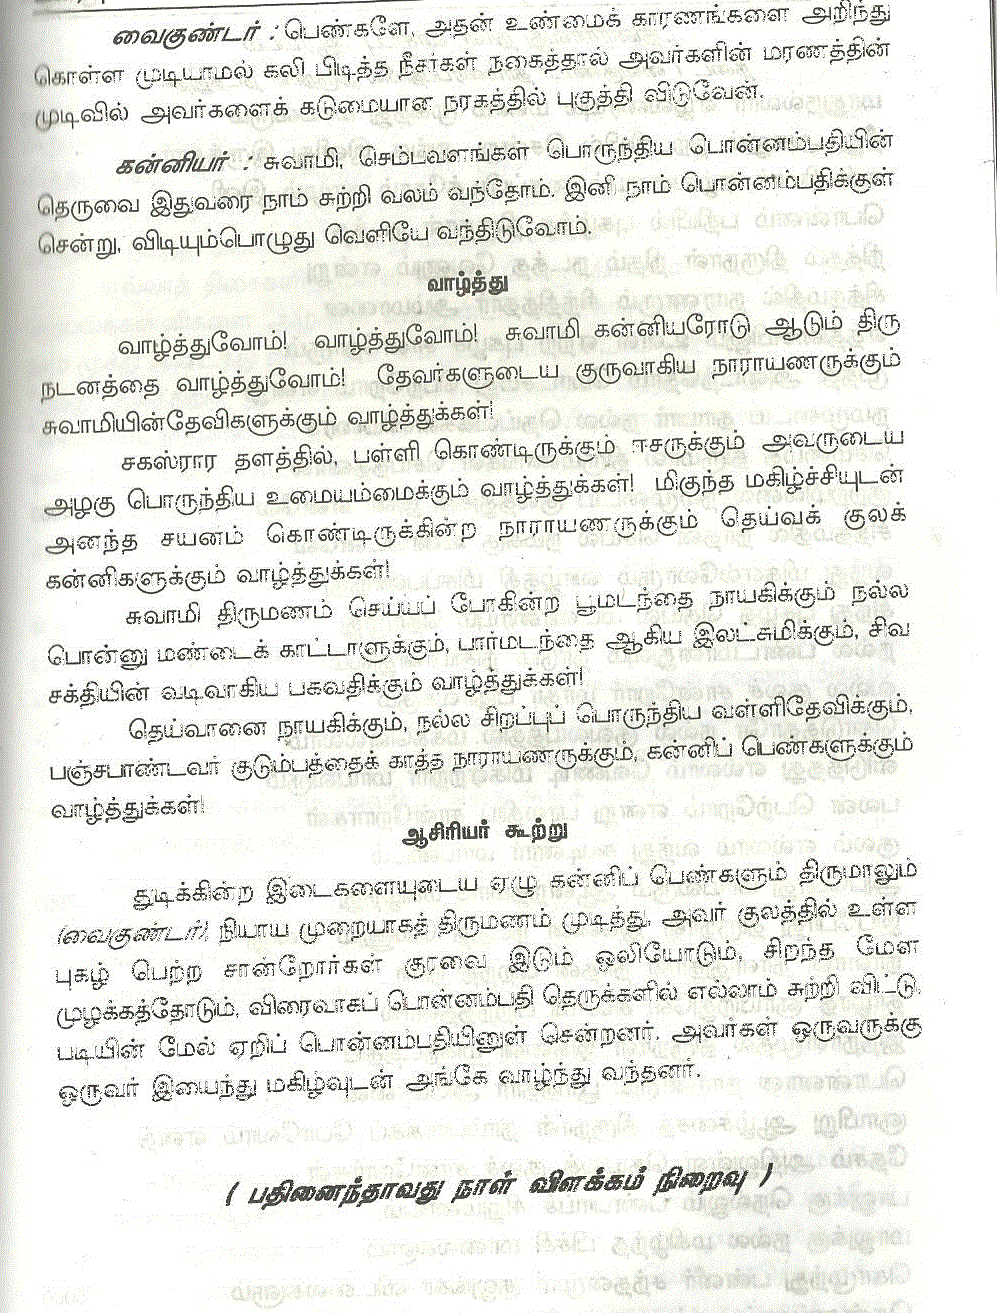 வைகுண்டர் : பெண்களே, அதன் உண்மைக் காரணங்களை அறிந்து
கொள்ள முடியாமல் கலி பிடித்த நீசர்கள் நகைத்தால் அவர்களின் மரணத்தின்
முடிவில் அவர்களைக் கடுமையான நரகத்தில் புகுத்தி விடுவேன்.
கன்னியர் : சுவாமி, செம்பவளங்கள் பொருந்திய பொன்னம்பதியின்
தெருவை இதுவரை நாம் சுற்றி வலம் வந்தோம். இனி நாம் பொன்னம்பதிக்குள்
சென்று, விடியும்பொழுது வெளியே வந்திடுவோம்.
வாழ்த்து
வாழ்த்துவோம்! வாழ்த்துவோம்! சுவாமி கன்னியரோடு ஆடும் திரு
நடனத்தை வாழ்த்துவோம்! தேவர்களுடைய குருவாகிய நாராயணருக்கும்
சுவாமியின்தேவிகளுக்கும் வாழ்த்துக்கள்!
சகஸ்ரார தளத்தில், பள்ளி கொண்டிருக்கும் ஈசருக்கும் அவருடைய
அழகு பொருந்திய உமையம்மைக்கும் வாழ்த்துக்கள்! மிகுந்த மகிழ்ச்சியுடன்
அனந்த சயனம் கொண்டிருக்கின்ற நாராயணருக்கும் தெய்வக் குலக்
கன்னிகளுக்கும் வாழ்த்துக்கள்!
சுவாமி திருமணம் செய்யப் போகின்ற பூமடந்தை நாயகிக்கும் நல்ல
பொன்னு மண்டைக் காட்டாளுக்கும், பார்மடந்தை ஆகிய இலட்சுமிக்கும், சிவ
சக்தியின் வடிவாகிய பகவதிக்கும் வாழ்த்துக்கள்!
தெய்வானை நாயகிக்கும், நல்ல சிறப்புப் பொருந்திய வள்ளிதேவிக்கும்,
பஞ்சபாண்டவர் குடும்பத்தைக் காத்த நாராயணருக்கும், கன்னிப் பெண்களுக்கும்
வாழ்த்துக்கள்!
ஆசிரியர் கூற்று
துடிக்கின்ற இடைகளையுடைய ஏழு கன்னிப் பெண்களும் திருமாலும்
(வைகுண்டர்), நியாய முறையாகத் திருமணம் முடித்து, அவர் குலத்தில் உள்ள
புகழ் பெற்ற சான்றோர்கள் குரவை இடும் ஒலியோடும், சிறந்த மேள
முழக்கத்தோடும், விரைவாகப் பொன்னம்பதி தெருக்களில் எல்லாம் சுற்றி விட்டு,
படியின் மேல் ஏறிப் பொன்னம்பதியினுள் சென்றனர். அவர்கள் ஒருவருக்கு
ஒருவர் இயைந்து மகிழ்வுடன் அங்கே வாழ்ந்து வந்தனர்.
( பதினைந்தாவது நாள் விளக்கம் நிறைவு )